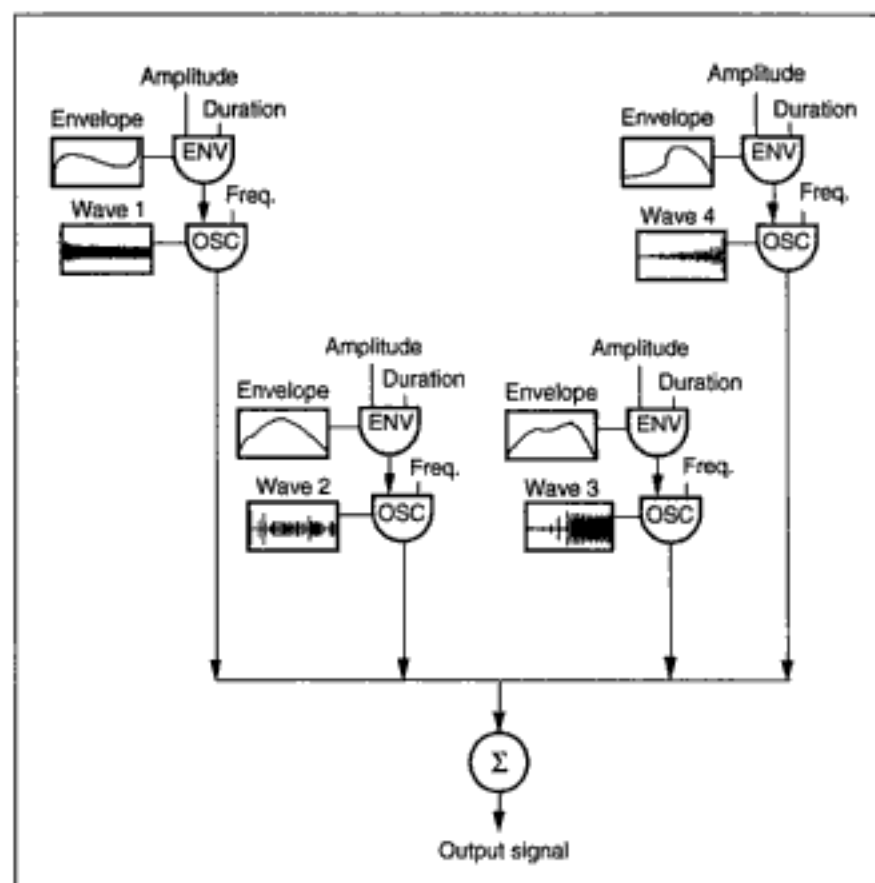 Amplitude
Duration
Envelope
ENV
Freq.
Wave 1
OSC
Amplitude
Duration
Envelope
ENV
Freq.
Wave 4
OSC
Amplitude
Duration
Envelope
ENV
Freq.
Wave 2
OSC
Amplitude
Duration
Envelope
ENV
Freq.
Wave 3
OSC
Σ
Output signal